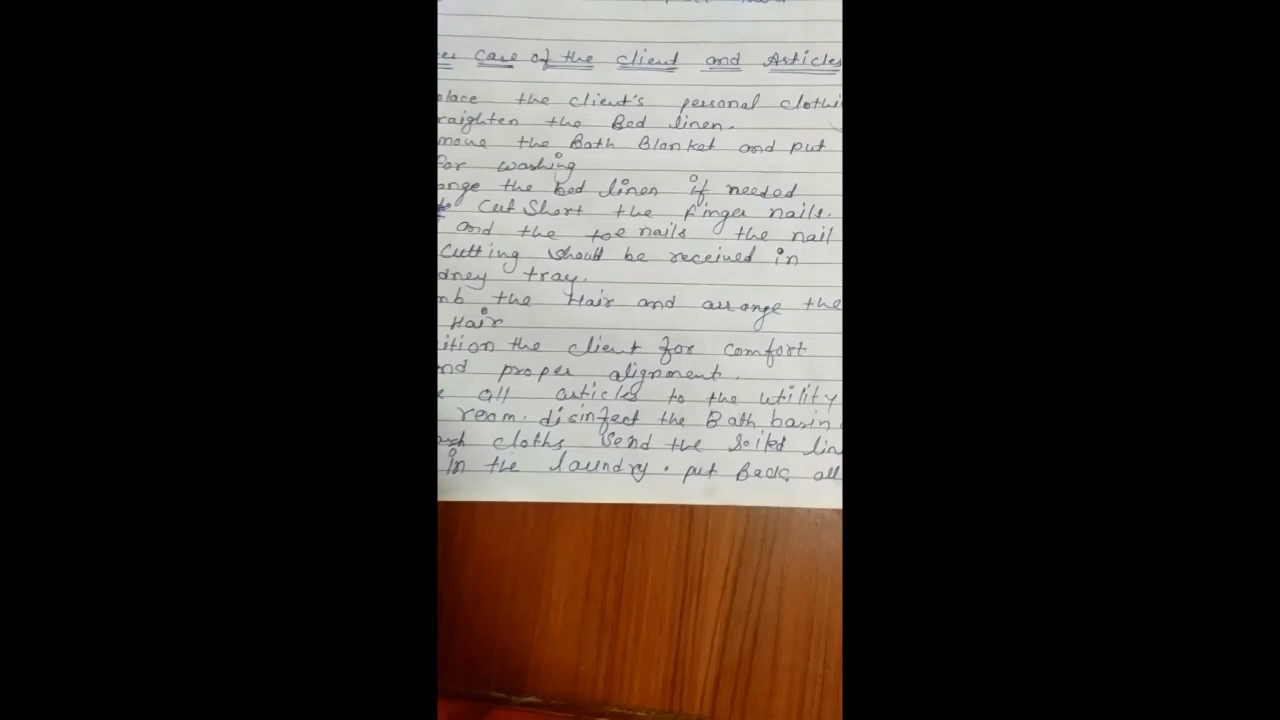 er Care of the client and Articles
place the client's personal clothi
raighten the Bed linen.
move the Bath Blanket and put
for washing
ange the bed linen if needed
Cut Short the finger nails.
and the toe nails the nail
cutting should be received in
dney tray.
mb the Hair and arrange the
Hair
ition the client for comfort
nd proper alignment.
e all articles to the utility
room. disinfect the Bath basin
cloths send the soiled lin
in the laundry. put Back all